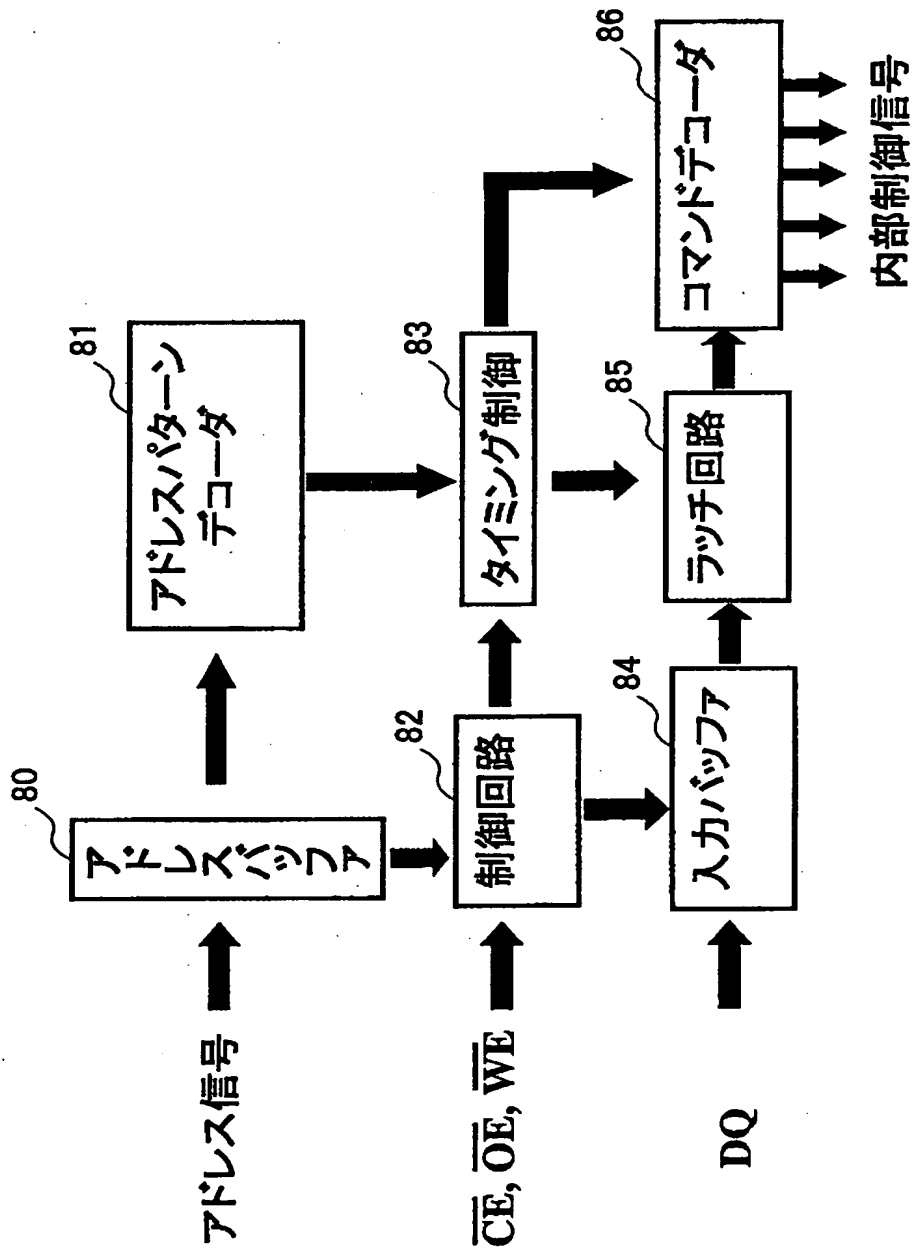 アドレス信号
80
アドレスバッファ
81
アドレスパターン
デコーダ
C̅E̅, O̅E̅, W̅E̅
82
制御回路
83
タイミング制御
DQ
84
入力バッファ
85
ラッチ回路
86
コマンドデコーダ
内部制御信号